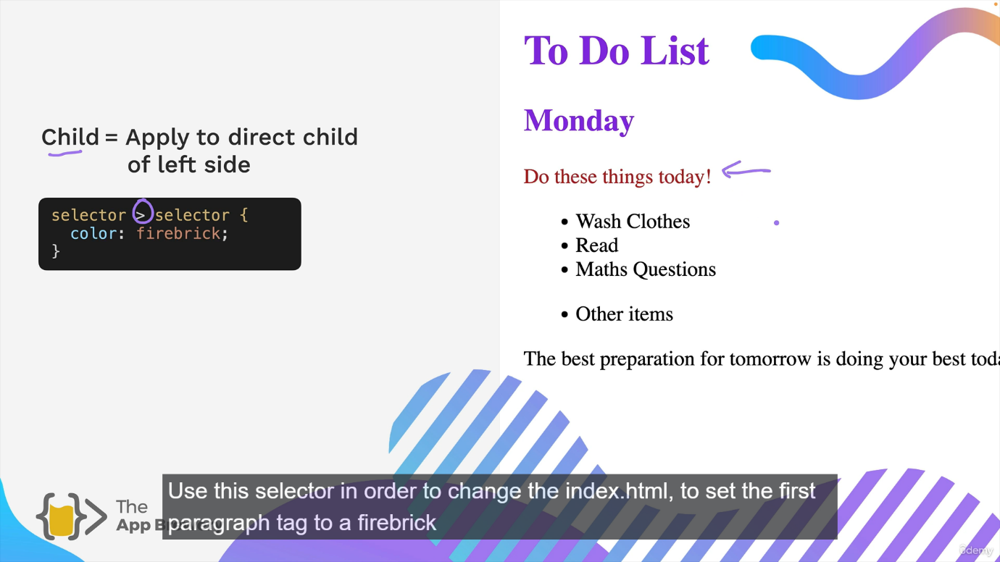 Child = Apply to direct child
of left side
selector > selector {
color: firebrick;
}
To Do List
Monday
Do these things today!
• Wash Clothes
• Read
• Maths Questions
• Other items
The best preparation for tomorrow is doing your best toda
The
App B
Use this selector in order to change the index.html, to set the first
paragraph tag to a firebrick
ûdemy